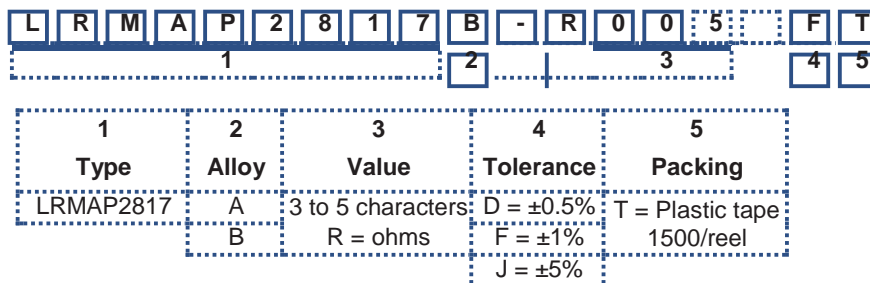 L R M A P 2 8 1 7 B - R 0 0 5 F T
1 2 3 4 5
1 2 3 4 5
Type Alloy Value Tolerance Packing
LRMAP2817 A 3 to 5 characters D = ±0.5% T = Plastic tape
B R = ohms F = ±1% 1500/reel
J = ±5%